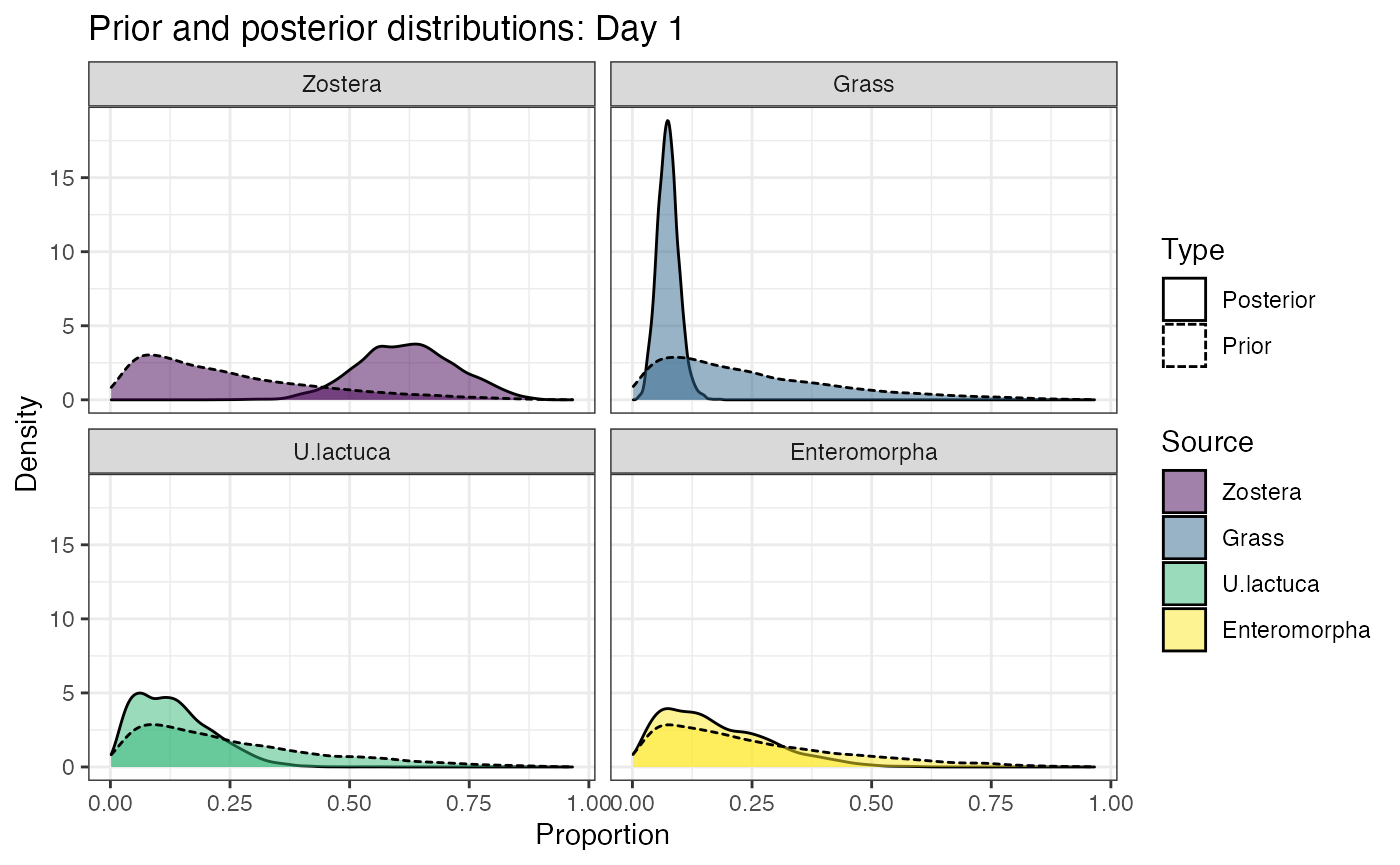 Prior and posterior distributions: Day 1
Zostera
Grass
15
10
5
0
U.lactuca
Enteromorpha
15
10
5
0
0.00 0.25 0.50 0.75 1.00
0.00 0.25 0.50 0.75 1.00
Proportion
Density
Type
Posterior
Prior
Source
Zostera
Grass
U.lactuca
Enteromorpha